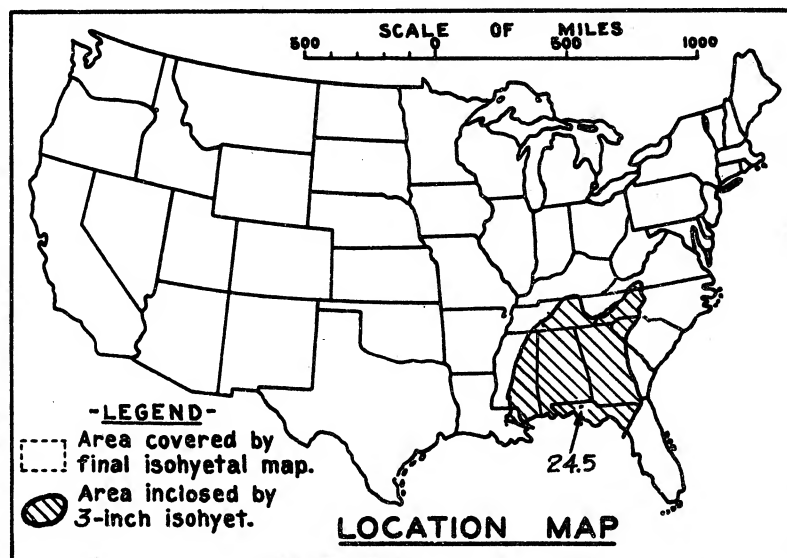 SCALE OF MILES
500 0 500 1000
-LEGEND-
Area covered by
final isohyetal map.
Area inclosed by
3-inch isohyet.
24.5
LOCATION MAP